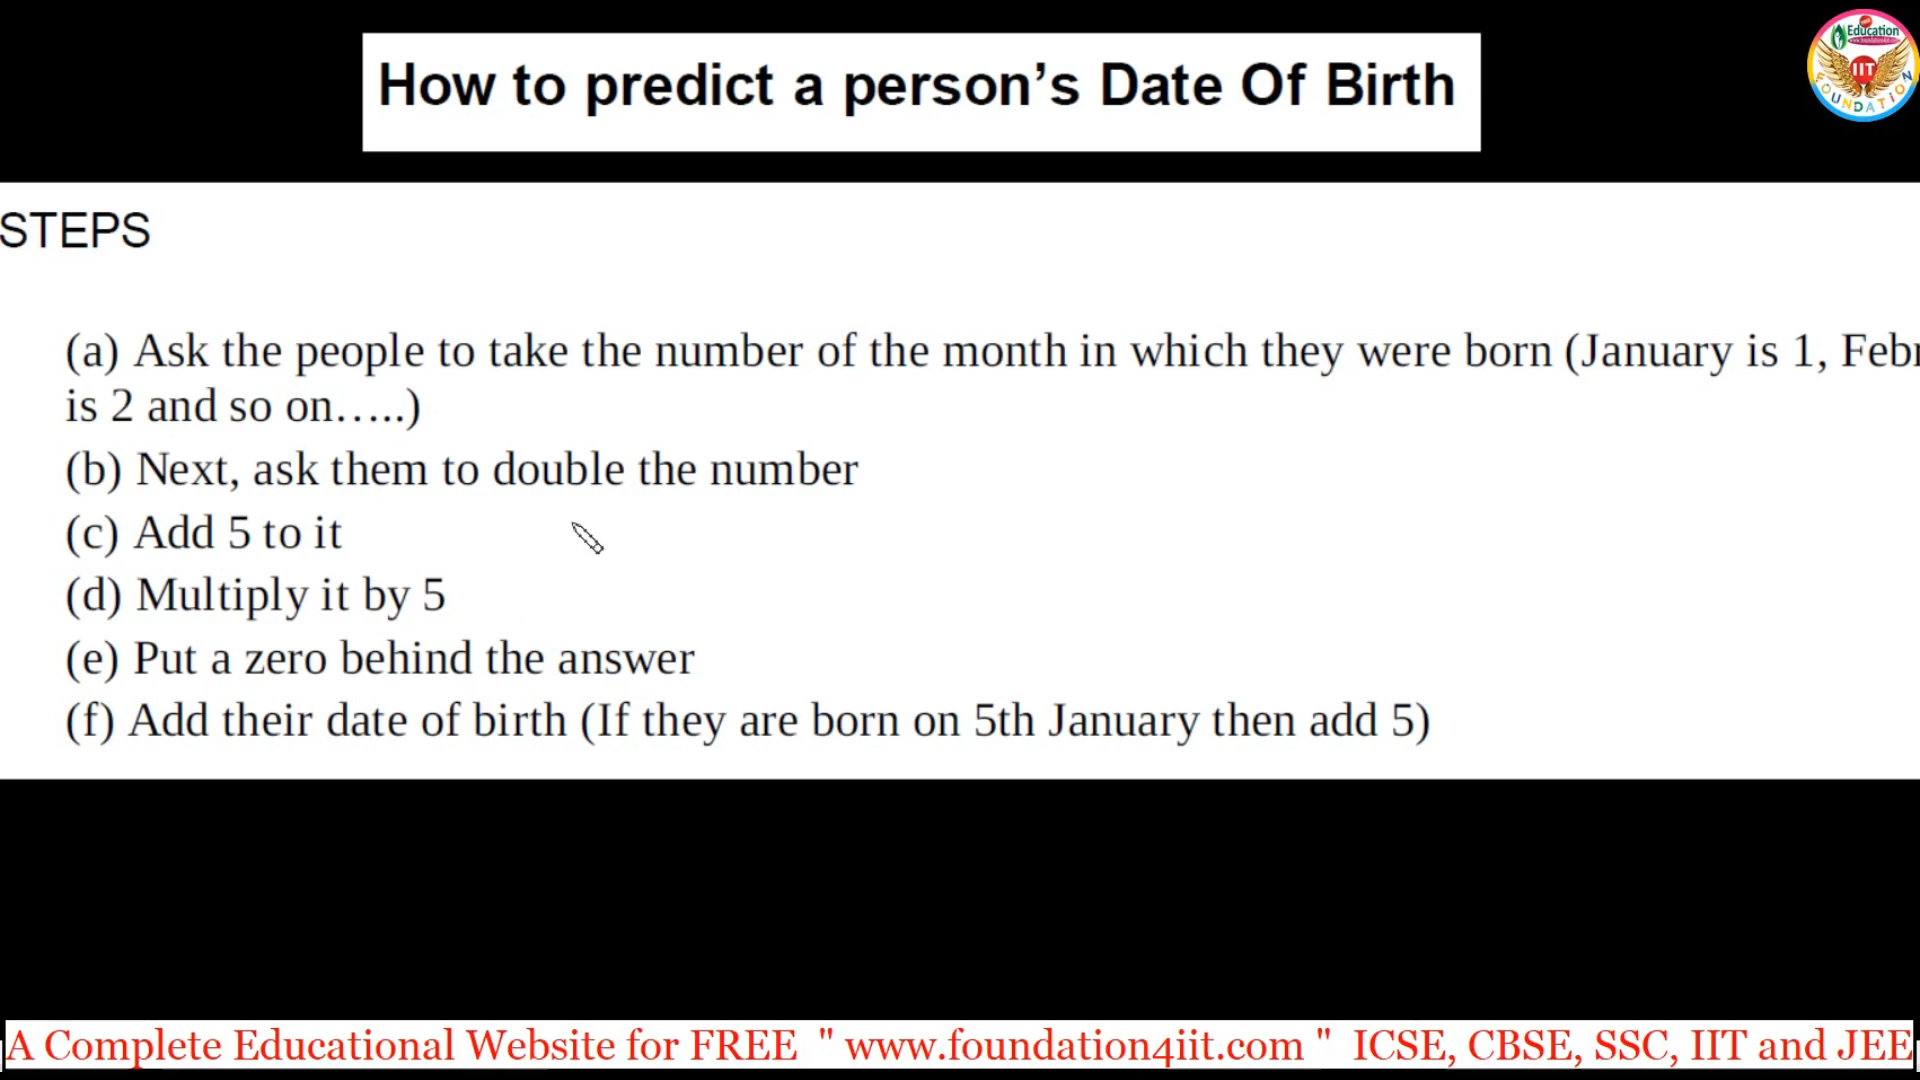 How to predict a person's Date Of Birth
Education
IIT
FOUNDATION
STEPS
(a) Ask the people to take the number of the month in which they were born (January is 1, Febr
is 2 and so on…..)
(b) Next, ask them to double the number
(c) Add 5 to it
(d) Multiply it by 5
(e) Put a zero behind the answer
(f) Add their date of birth (If they are born on 5th January then add 5)
A Complete Educational Website for FREE " www.foundation4iit.com " ICSE, CBSE, SSC, IIT and JEE